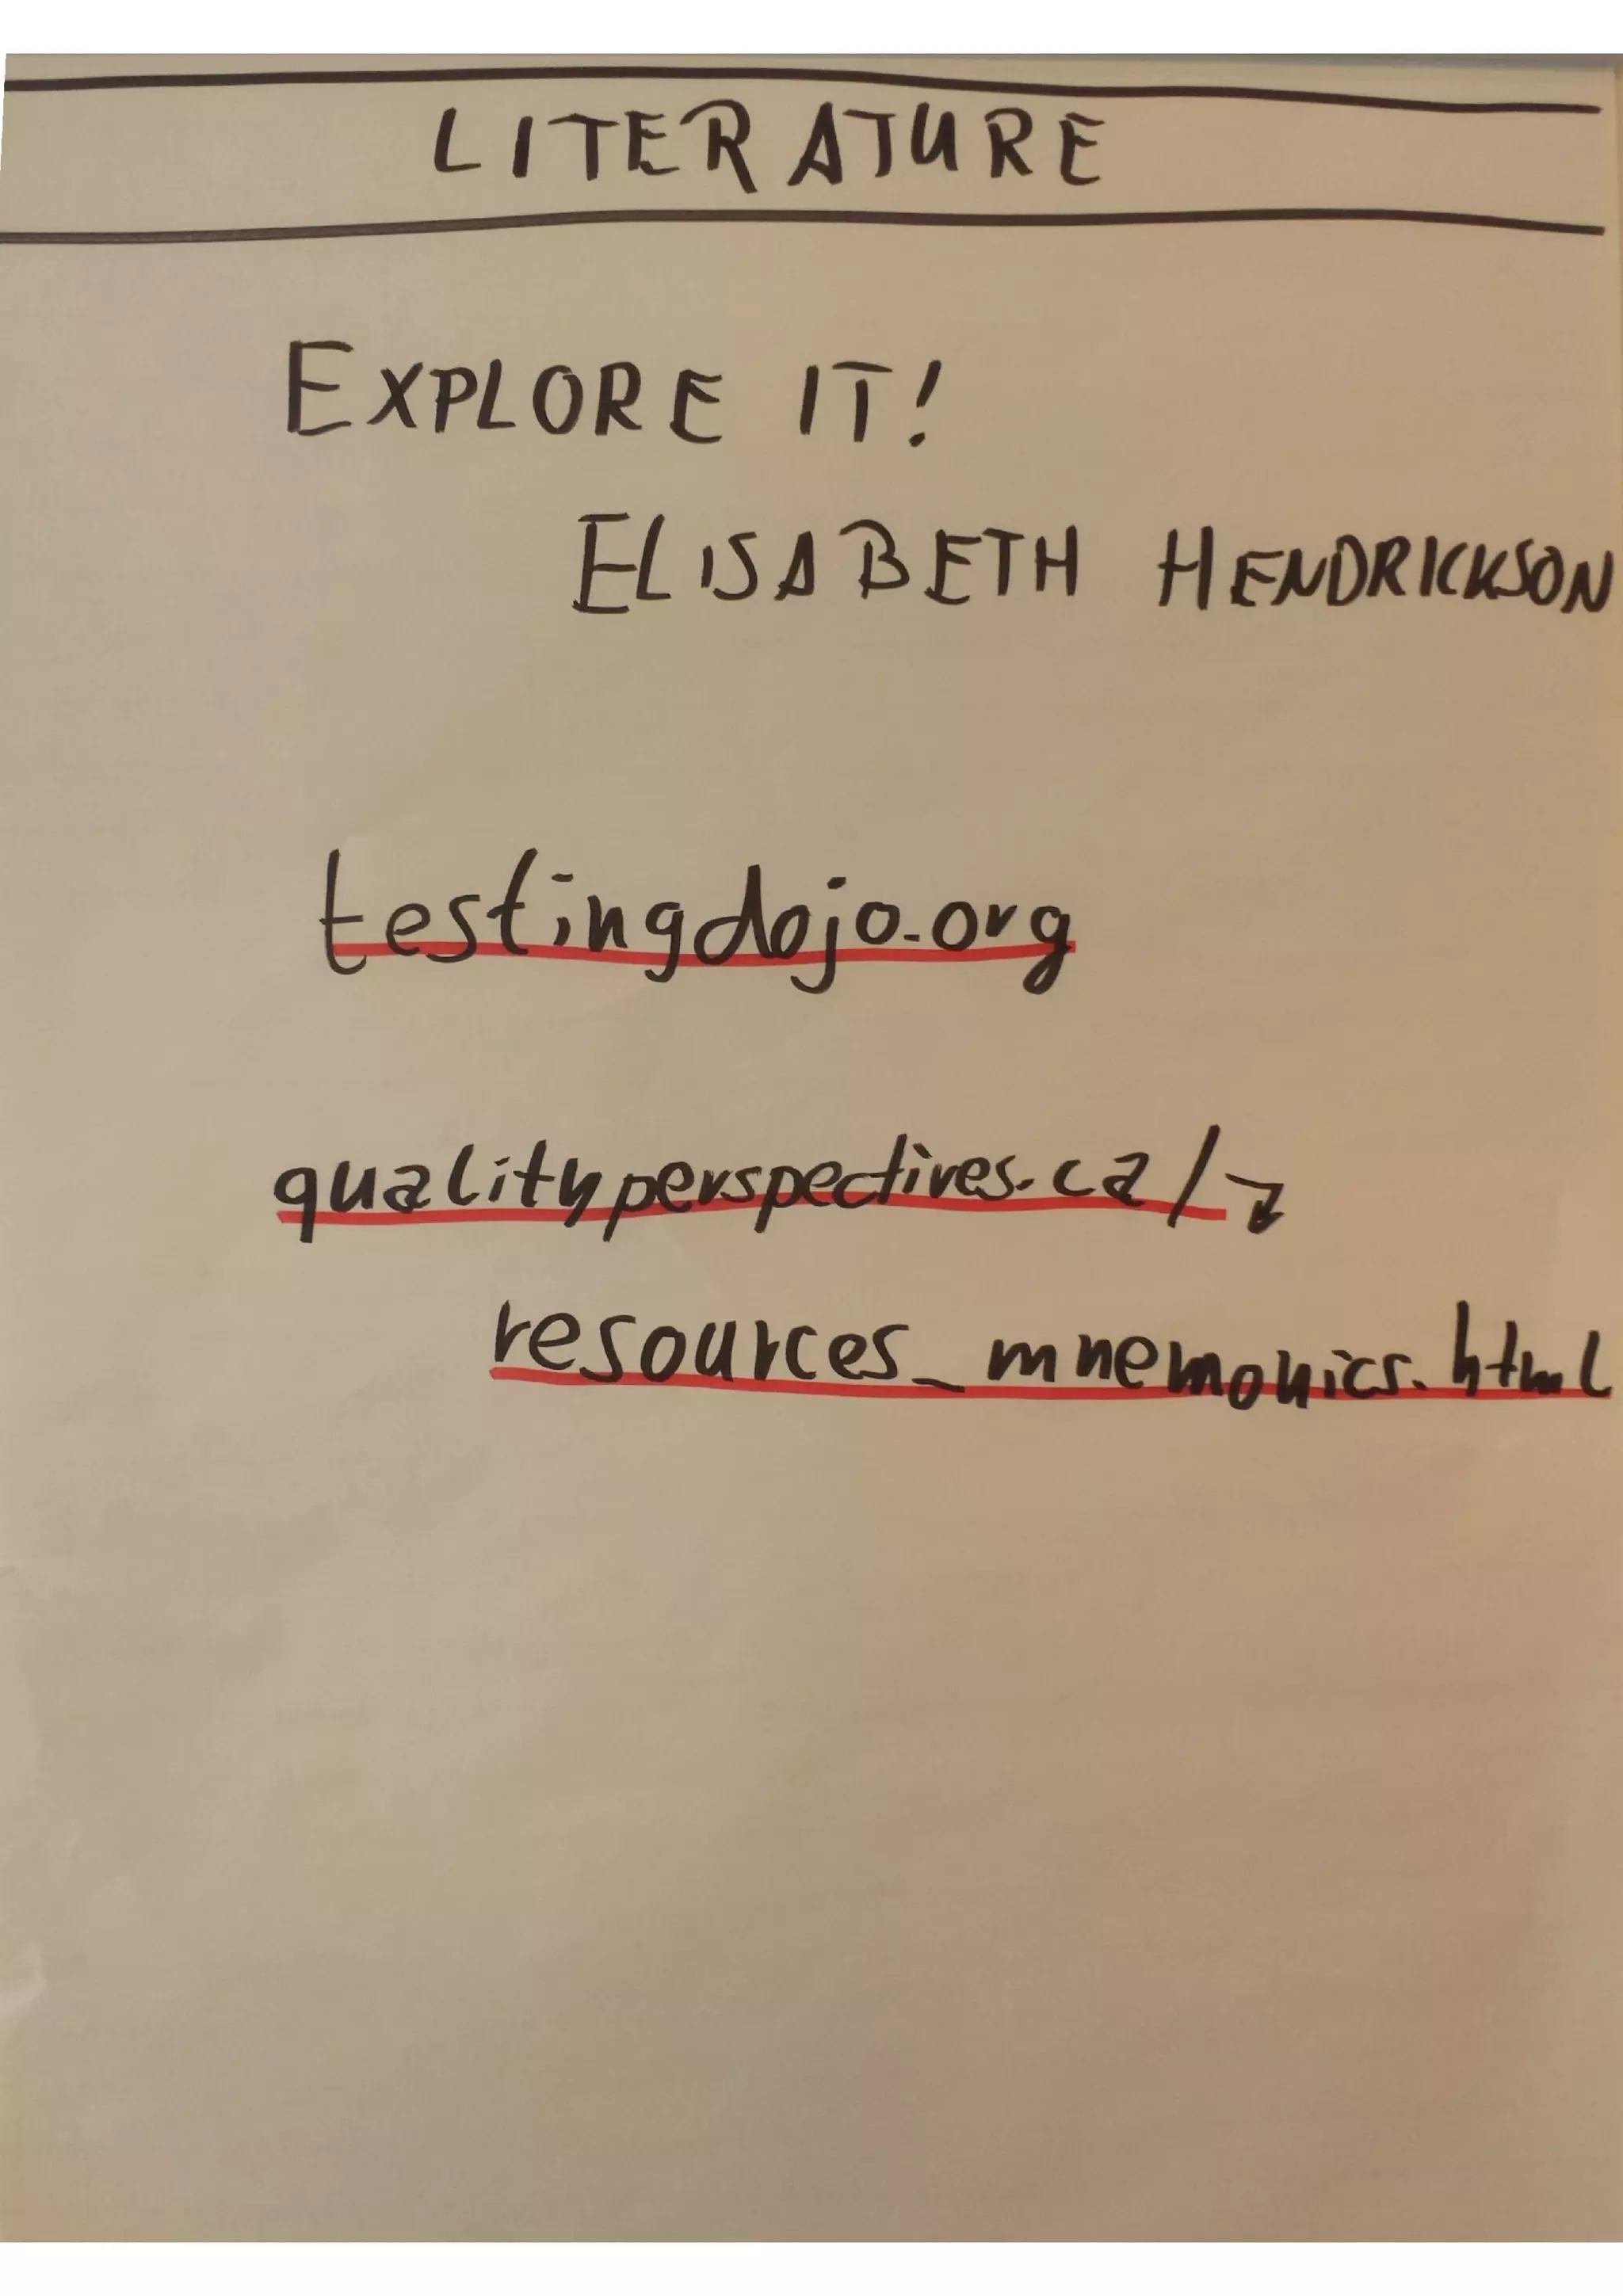 LITERATURE
EXPLORE IT!
ELISABETH HENDRICKSON
testingdojo.org
qualityperspectives.ca/
resources_mnemonics.html